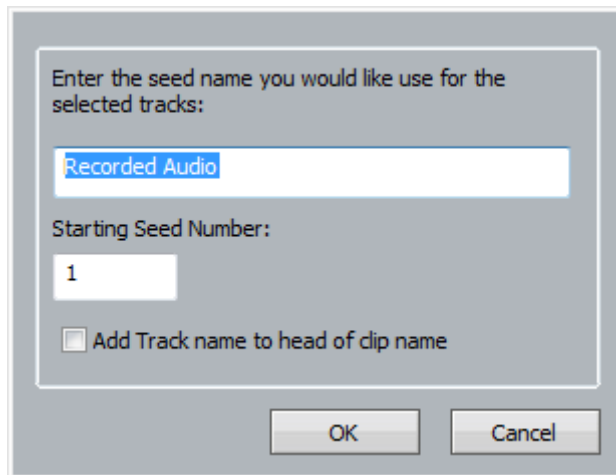 Enter the seed name you would like use for the
selected tracks:
Recorded Audio
Starting Seed Number:
1
Add Track name to head of clip name
OK
Cancel